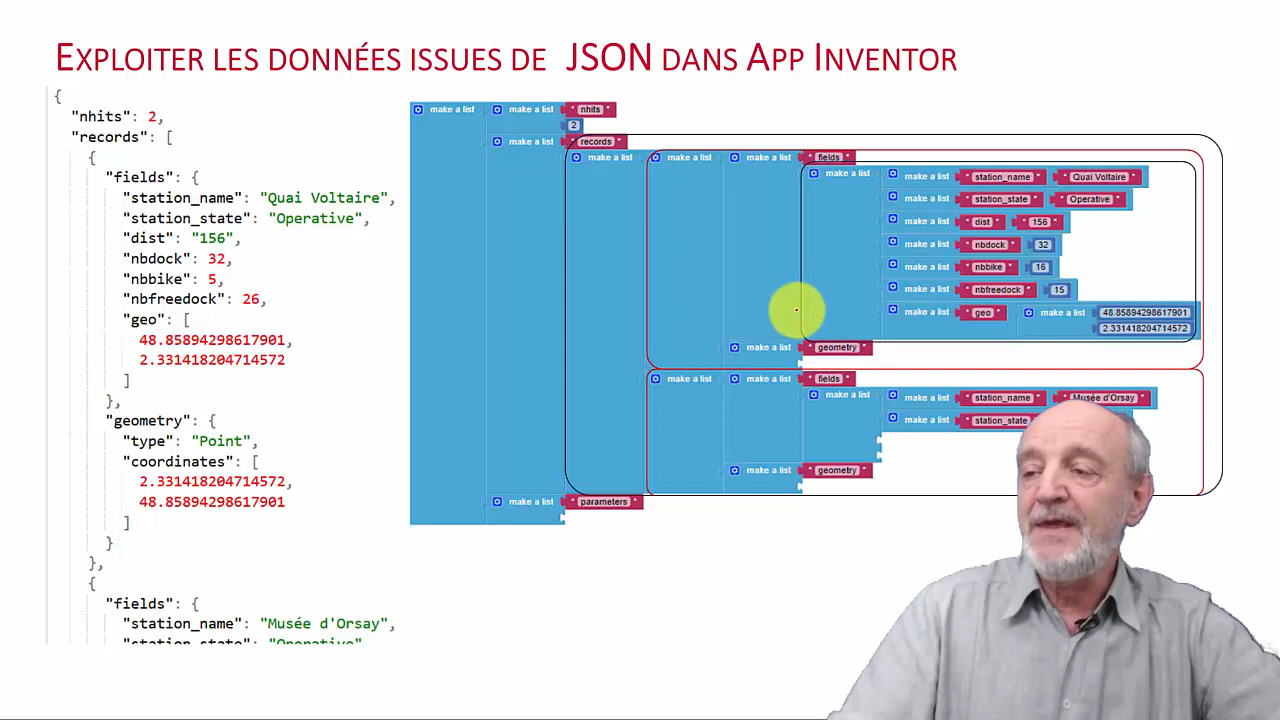 EXPLOITER LES DONNÉES ISSUES DE JSON DANS APP INVENTOR
{
"nhits": 2,
"records": [
{
"fields": {
"station_name": "Quai Voltaire",
"station_state": "Operative",
"dist": "156",
"nbdock": 32,
"nbbike": 5,
"nbfreedock": 26,
"geo": [
48.85894298617901,
2.331418204714572
]
},
"geometry": {
"type": "Point",
"coordinates": [
2.331418204714572,
48.85894298617901
]
}
},
{
"fields": {
"station_name": "Musée d'Orsay",
"station_state": "Operative"
make a list make a list " nhits "
2
make a list " records "
make a list make a list make a list " fields "
make a list make a list " station_name " " Quai Voltaire "
make a list " station_state " " Operative "
make a list " dist " " 156 "
make a list " nbdock " 32
make a list " nbbike " 16
make a list " nbfreedock " 15
make a list " geo " make a list 48.85894298617901
2.331418204714572
make a list " geometry "
make a list make a list " fields "
make a list make a list " station_name " " Musée d'Orsay "
make a list " station_state
make a list " geometry "
make a list " parameters "